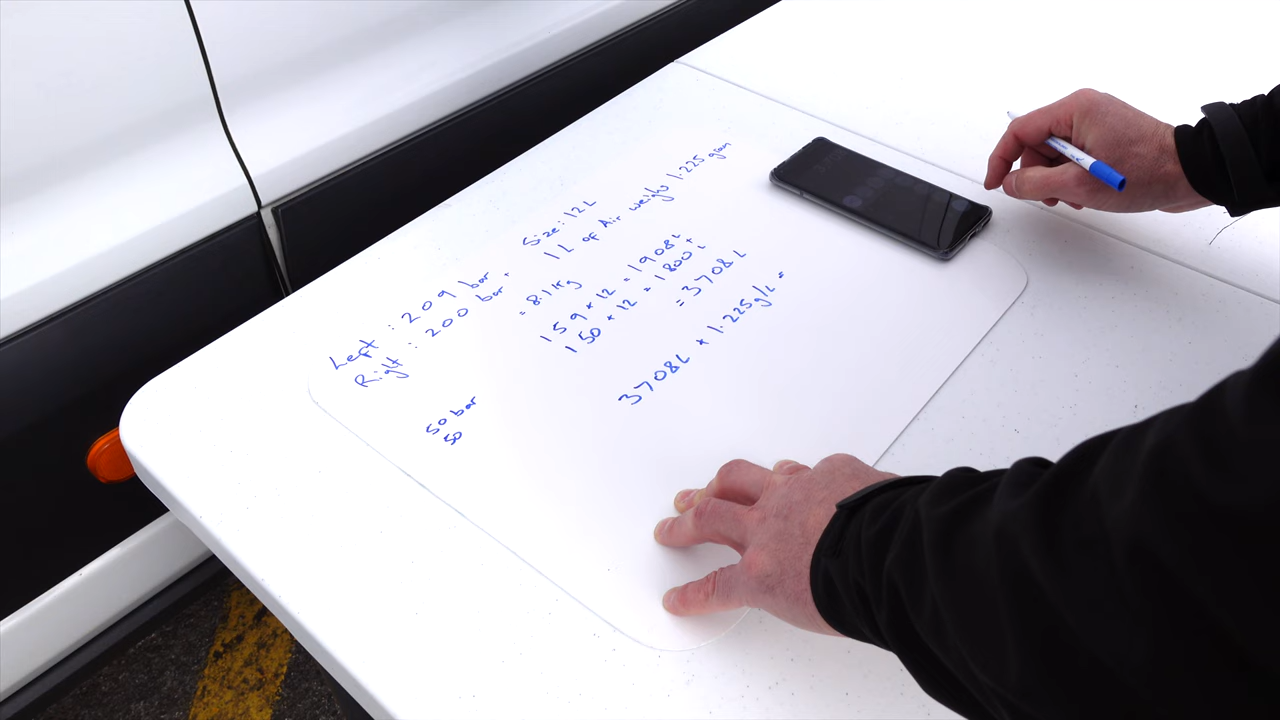 Left : 209 bar
Right : 200 bar.
Size: 12L
1L of Air weighs 1.225 gram
= 8.1 kg
159 * 12 = 1908L +
150 * 12 = 1800L
= 3708L
3708L * 1.225g/L =
50 bar
50